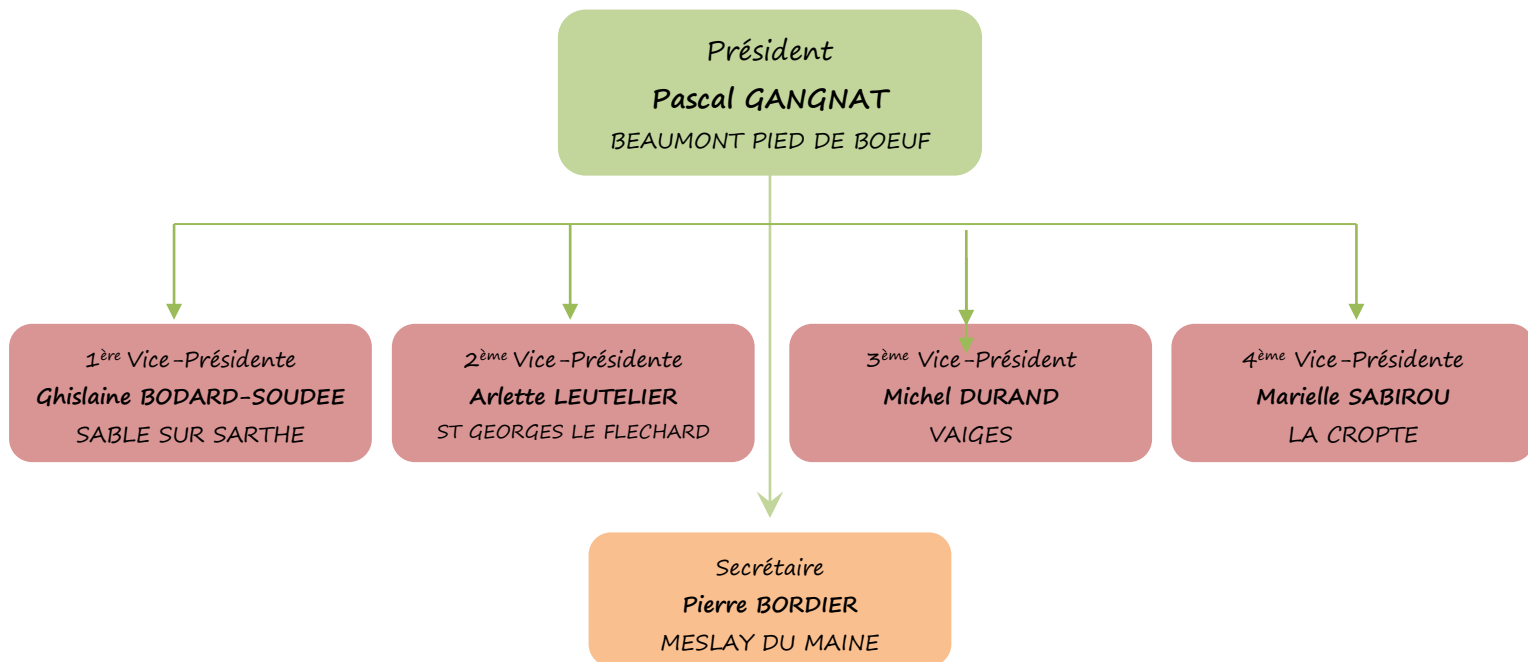 Président
Pascal GANGNAT
BEAUMONT PIED DE BOEUF
1ère Vice-Présidente
Ghislaine BODARD-SOUDEE
SABLE SUR SARTHE
2ème Vice-Présidente
Arlette LEUTELIER
ST GEORGES LE FLECHARD
3ème Vice-Président
Michel DURAND
VAIGES
4ème Vice-Présidente
Marielle SABIROU
LA CROPTE
Secrétaire
Pierre BORDIER
MESLAY DU MAINE